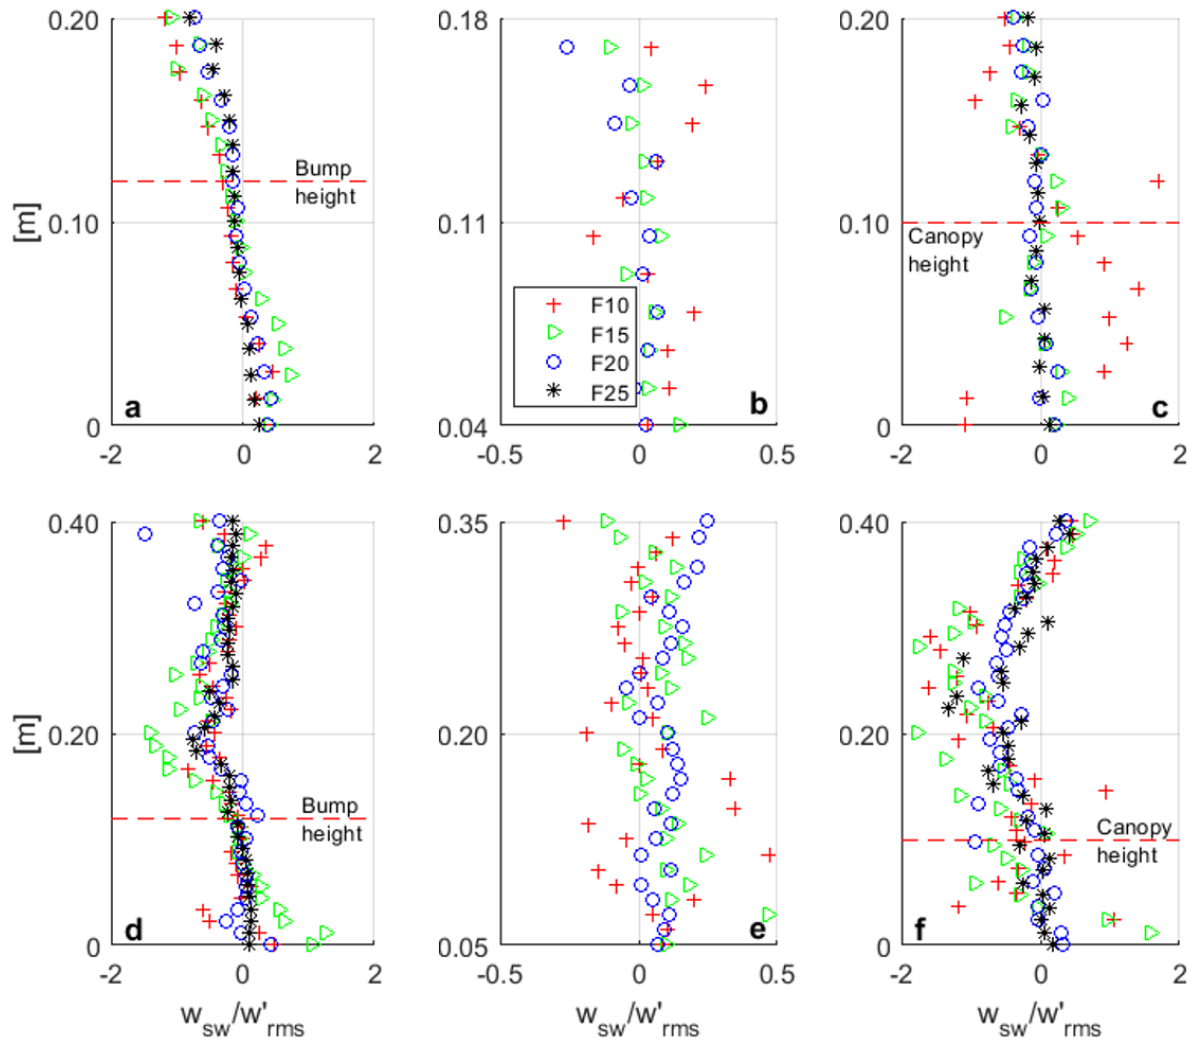 0.20
0.10
0
[m]
-2
0
2
Bump
height
a
0.18
0.11
0.04
-0.5
0
0.5
F10
F15
F20
F25
b
0.20
0.10
0
-2
0
2
Canopy
height
c
0.40
0.20
0
[m]
-2
0
2
Bump
height
d
w_sw/w'_rms
0.35
0.20
0.05
-0.5
0
0.5
e
w_sw/w'_rms
0.40
0.20
0
-2
0
2
Canopy
height
f
w_sw/w'_rms